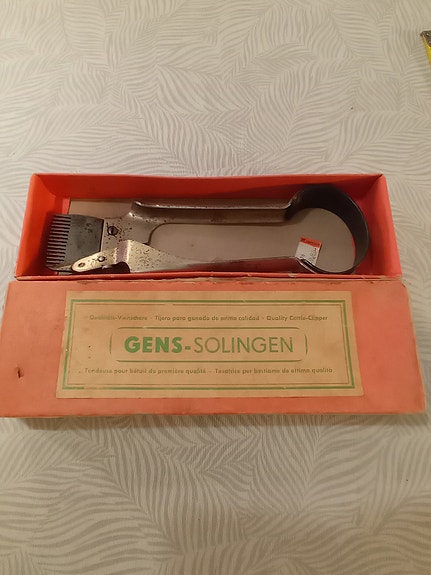 Tijera para ganado de ultima calidad - Quality Cattle-Clipper
GENS-SOLINGEN
Tondeuse pour bétail de première qualité - Tosatrice per bestiame di ottima qualità